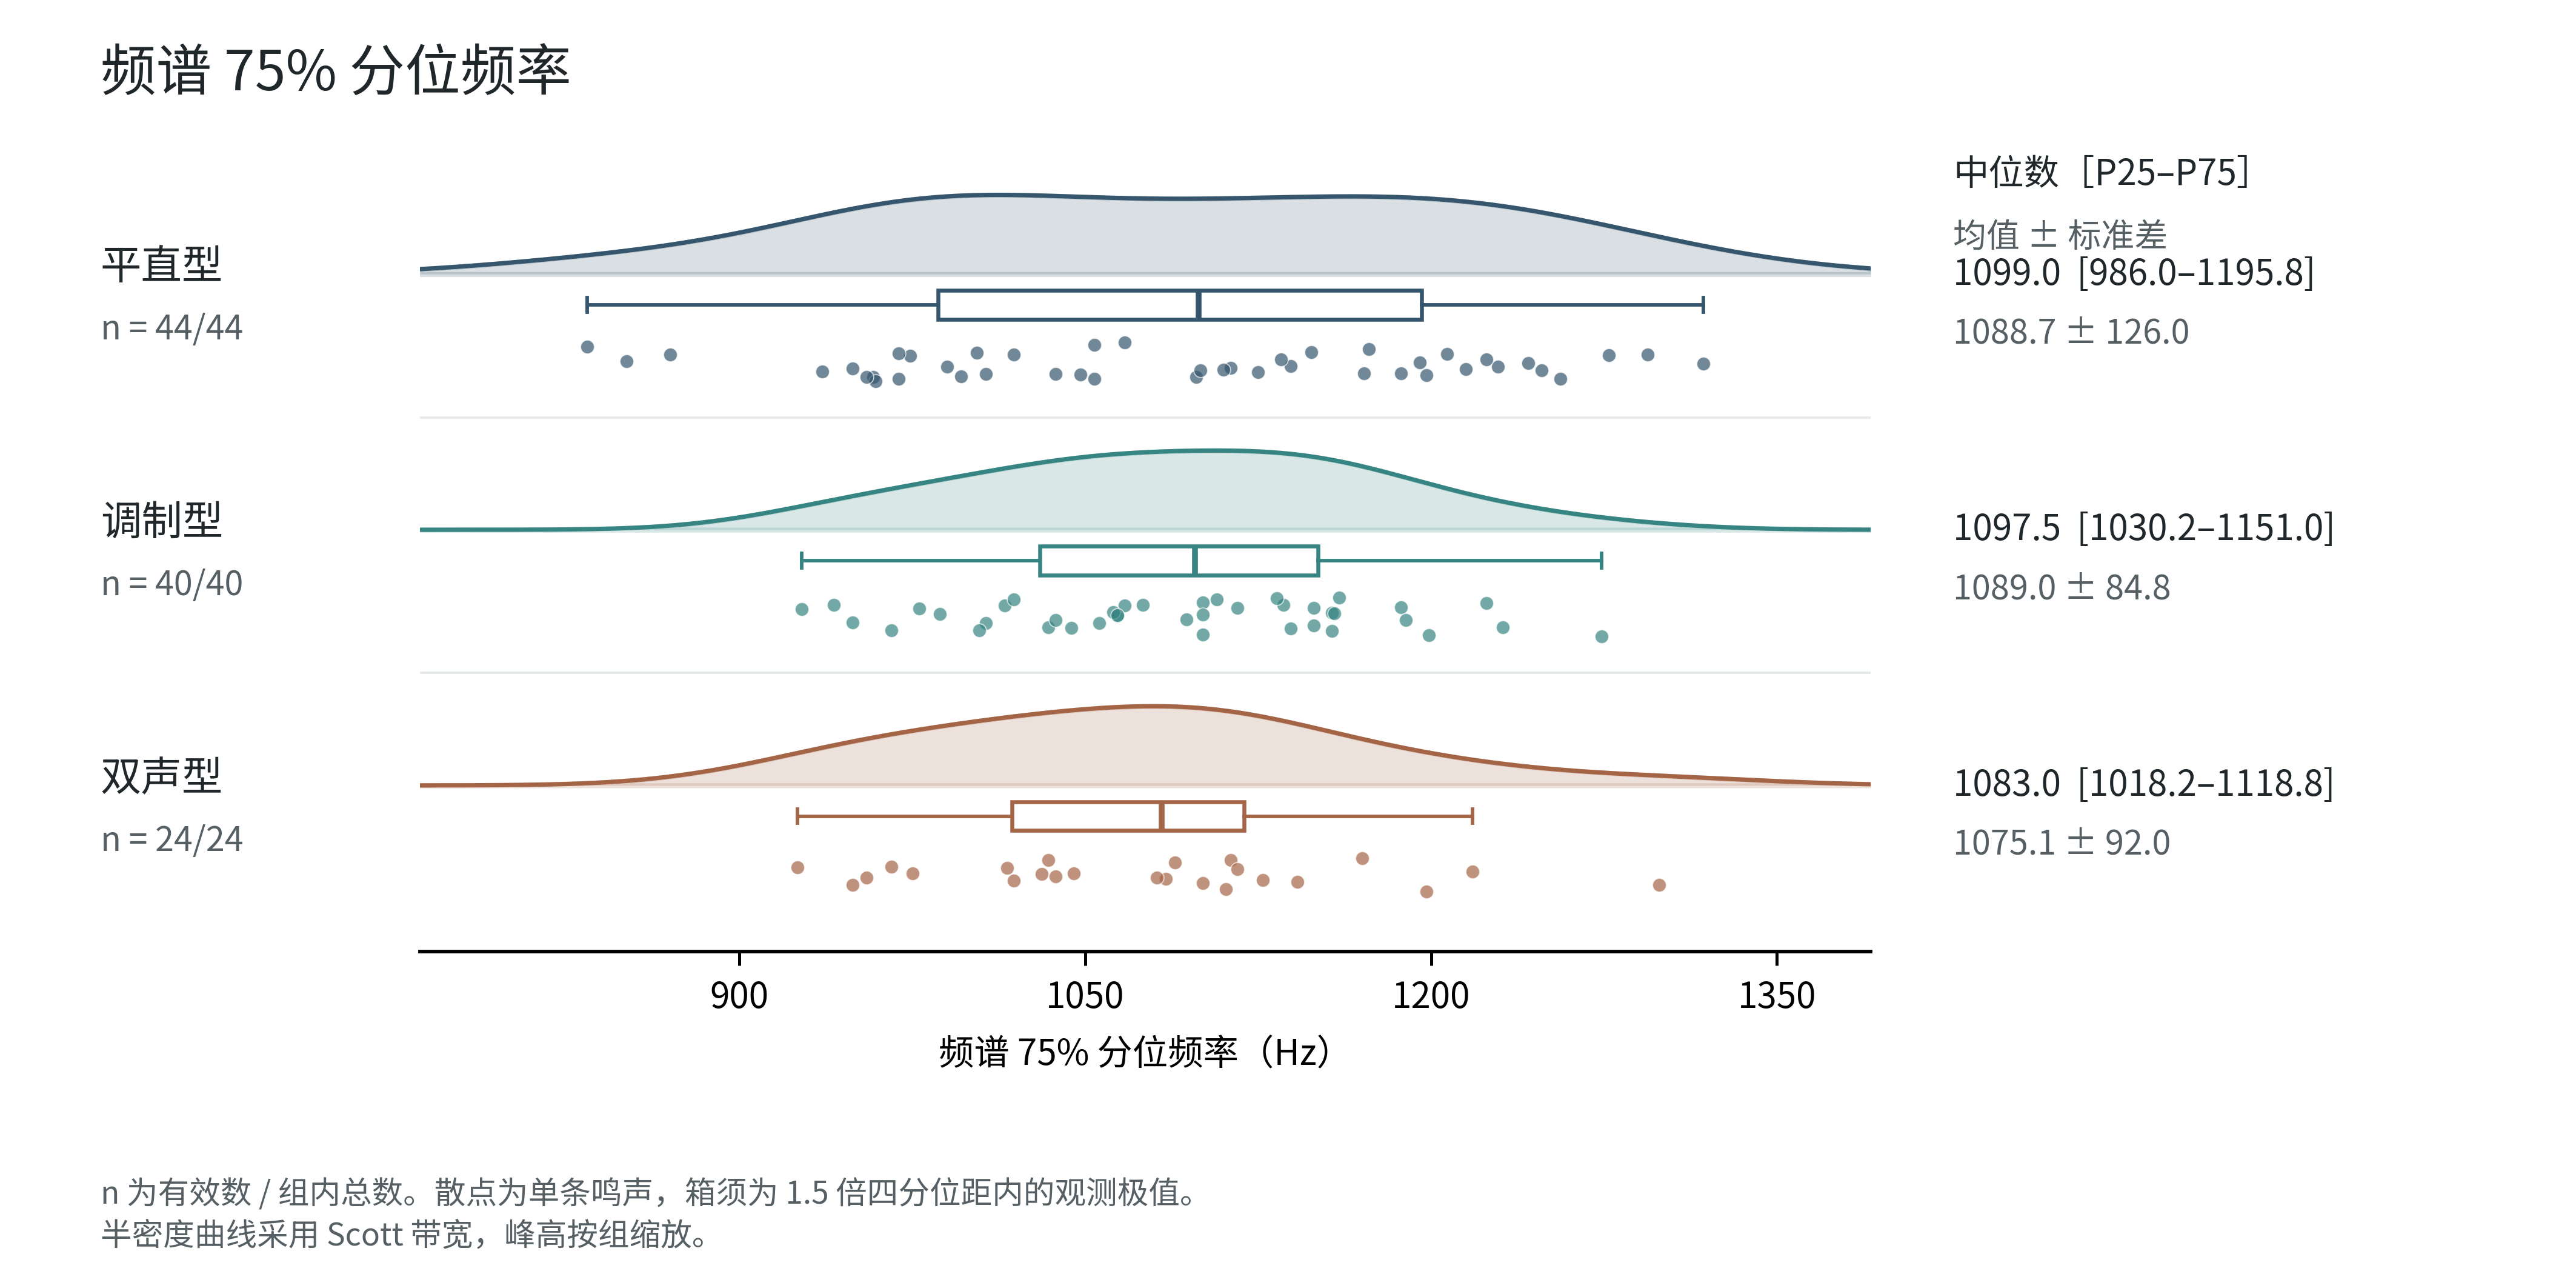 频谱 75% 分位频率
中位数［P25–P75］
均值 ± 标准差
平直型
n = 44/44
1099.0 [986.0–1195.8]
1088.7 ± 126.0
调制型
n = 40/40
1097.5 [1030.2–1151.0]
1089.0 ± 84.8
双声型
n = 24/24
1083.0 [1018.2–1118.8]
1075.1 ± 92.0
900 1050 1200 1350
频谱 75% 分位频率（Hz）
n 为有效数 / 组内总数。散点为单条鸣声，箱须为 1.5 倍四分位距内的观测极值。
半密度曲线采用 Scott 带宽，峰高按组缩放。